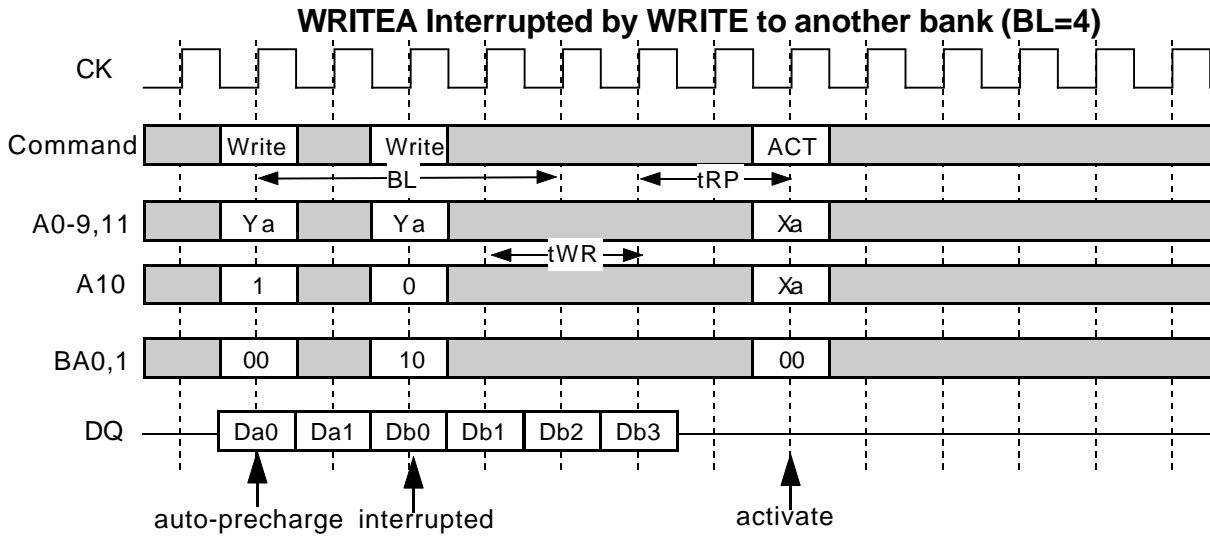 WRITEA Interrupted by WRITE to another bank (BL=4)
CK
Command Write Write ACT
BL tRP
A0-9,11 Ya Ya Xa
tWR
A10 1 0 Xa
BA0,1 00 10 00
DQ Da0 Da1 Db0 Db1 Db2 Db3
auto-precharge interrupted activate